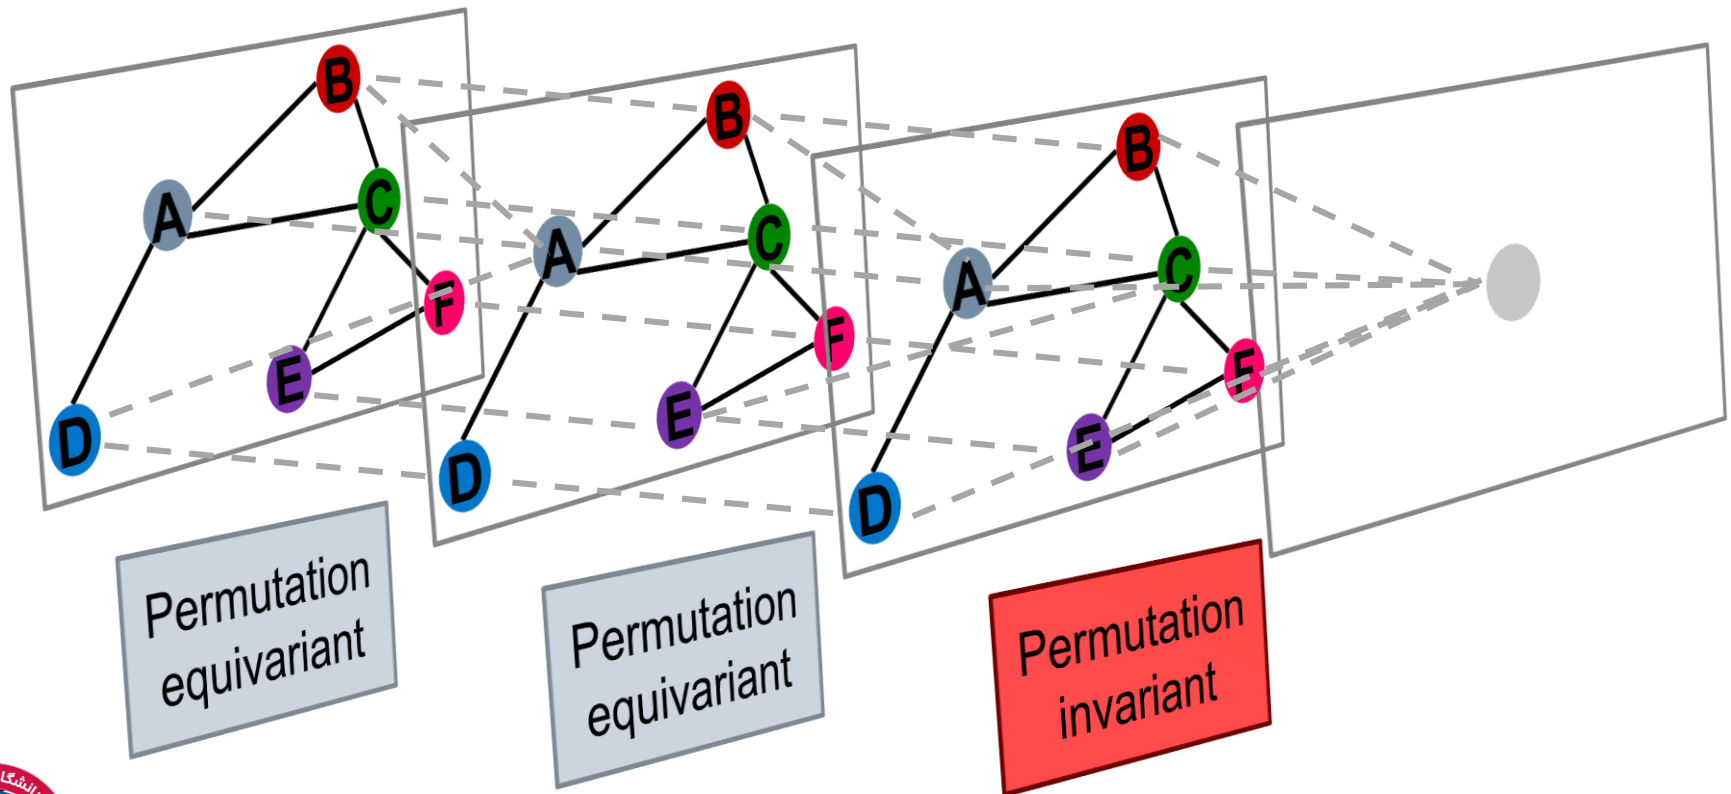 B
A
C
F
E
D
B
A
C
F
E
D
B
A
C
F
E
D
Permutation
equivariant
Permutation
equivariant
Permutation
invariant